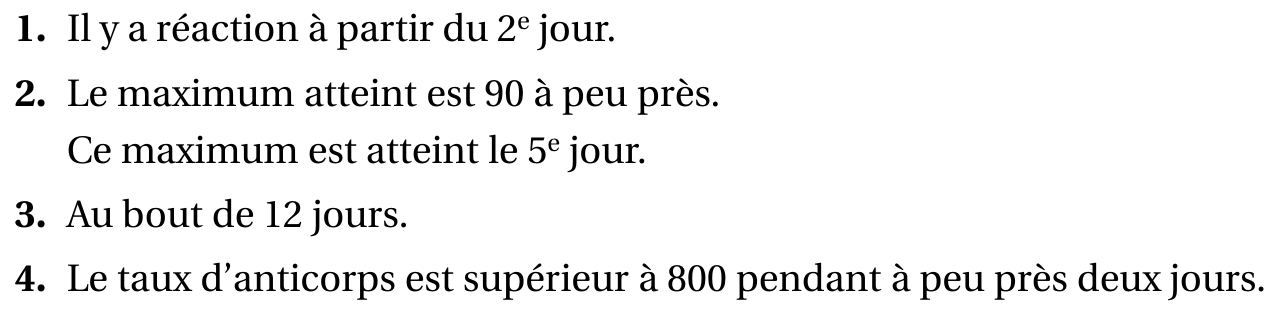 1. Il y a réaction à partir du 2e jour.
2. Le maximum atteint est 90 à peu près.
Ce maximum est atteint le 5e jour.
3. Au bout de 12 jours.
4. Le taux d’anticorps est supérieur à 800 pendant à peu près deux jours.